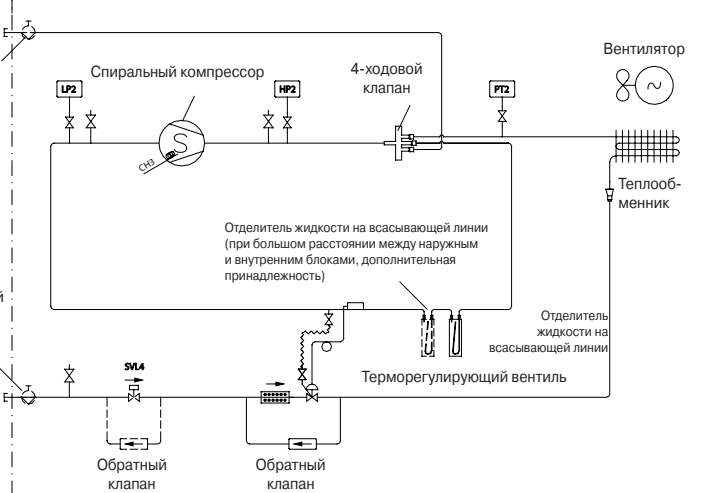 Вентилятор
Спиральный компрессор
4-ходовой
клапан
LP2
HP2
PT2
CH3
Теплооб-
менник
Отделитель жидкости на всасывающей линии
(при большом расстоянии между наружным
и внутренним блоками, дополнительная
принадлежность)
й
Отделитель
жидкости на
всасывающей линии
SVL4
Терморегулирующий вентиль
Обратный
клапан
Обратный
клапан